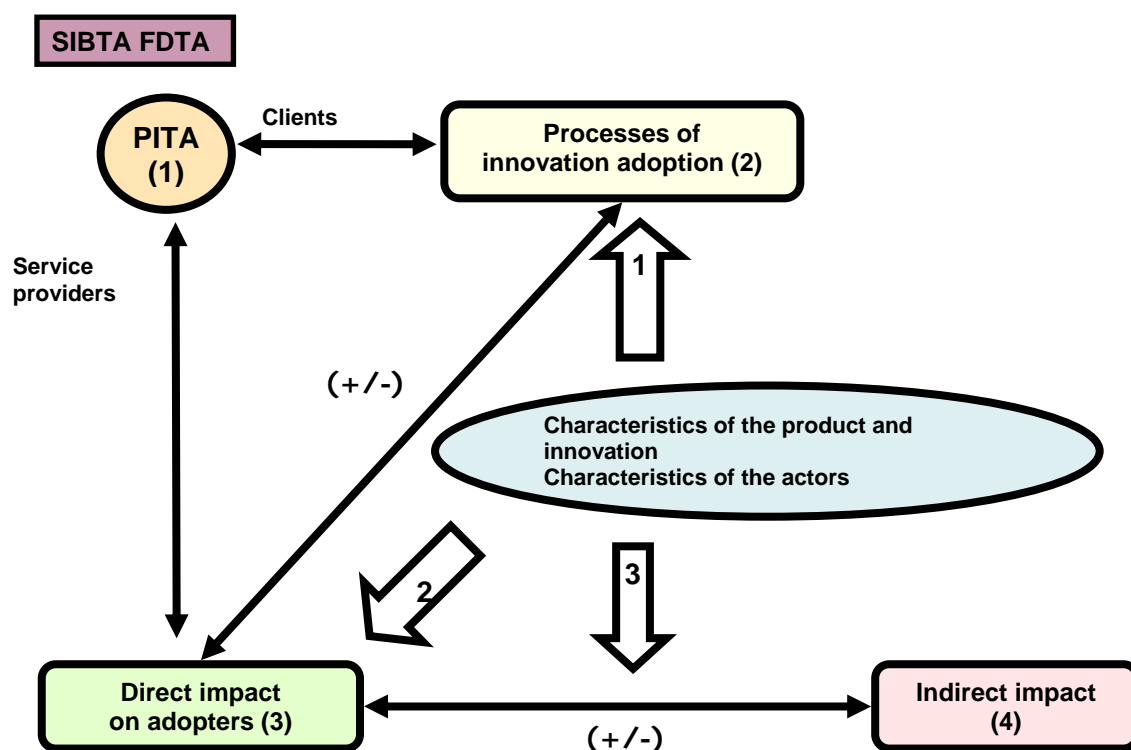 SIBTA FDTA
PITA
(1)
Clients
Processes of
innovation adoption (2)
Service
providers
1
(+/-)
Characteristics of the product and
innovation
Characteristics of the actors
2
3
Direct impact
on adopters (3)
(+/-)
Indirect impact
(4)